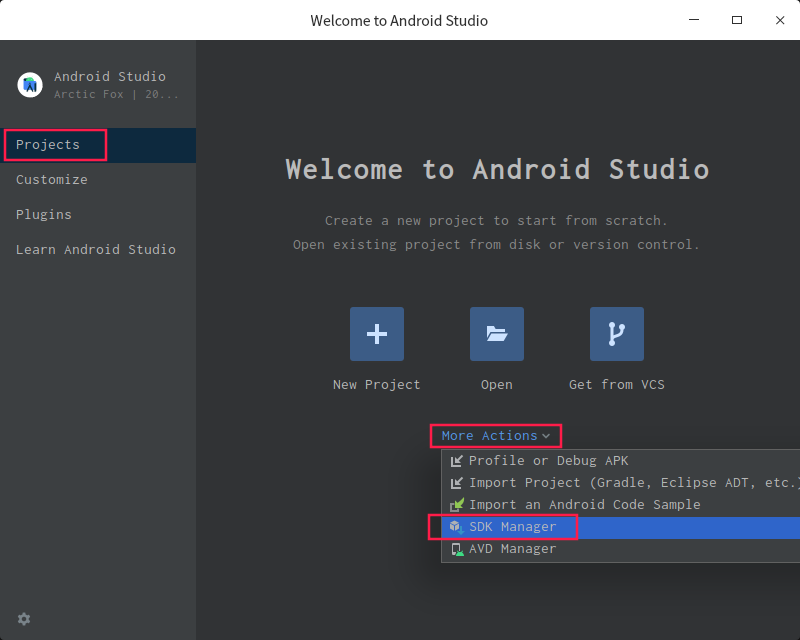 Welcome to Android Studio
Android Studio
Arctic Fox | 20...
Projects
Customize
Plugins
Learn Android Studio
Welcome to Android Studio
Create a new project to start from scratch.
Open existing project from disk or version control.
New Project
Open
Get from VCS
More Actions
Profile or Debug APK
Import Project (Gradle, Eclipse ADT, etc.)
Import an Android Code Sample
SDK Manager
AVD Manager